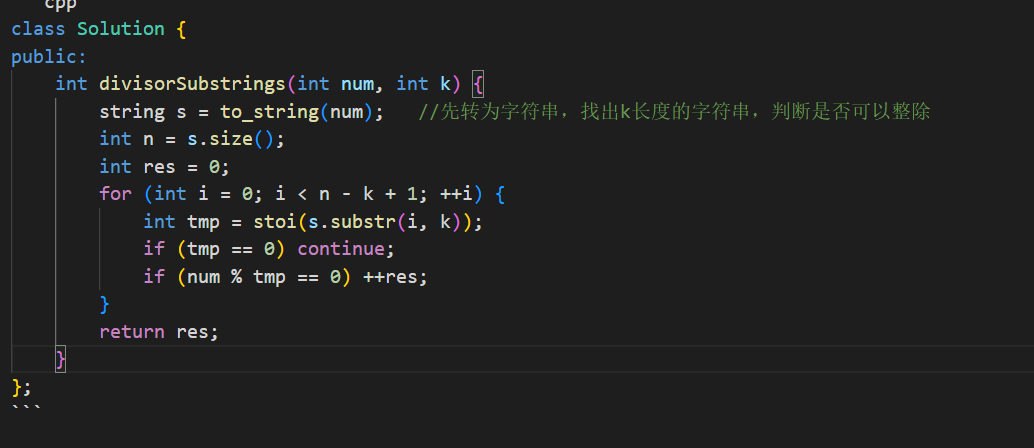 cpp
class Solution {
public:
    int divisorSubstrings(int num, int k) {
        string s = to_string(num);   //先转为字符串，找出k长度的字符串，判断是否可以整除
        int n = s.size();
        int res = 0;
        for (int i = 0; i < n - k + 1; ++i) {
            int tmp = stoi(s.substr(i, k));
            if (tmp == 0) continue;
            if (num % tmp == 0) ++res;
        }
        return res;
    }
};
```